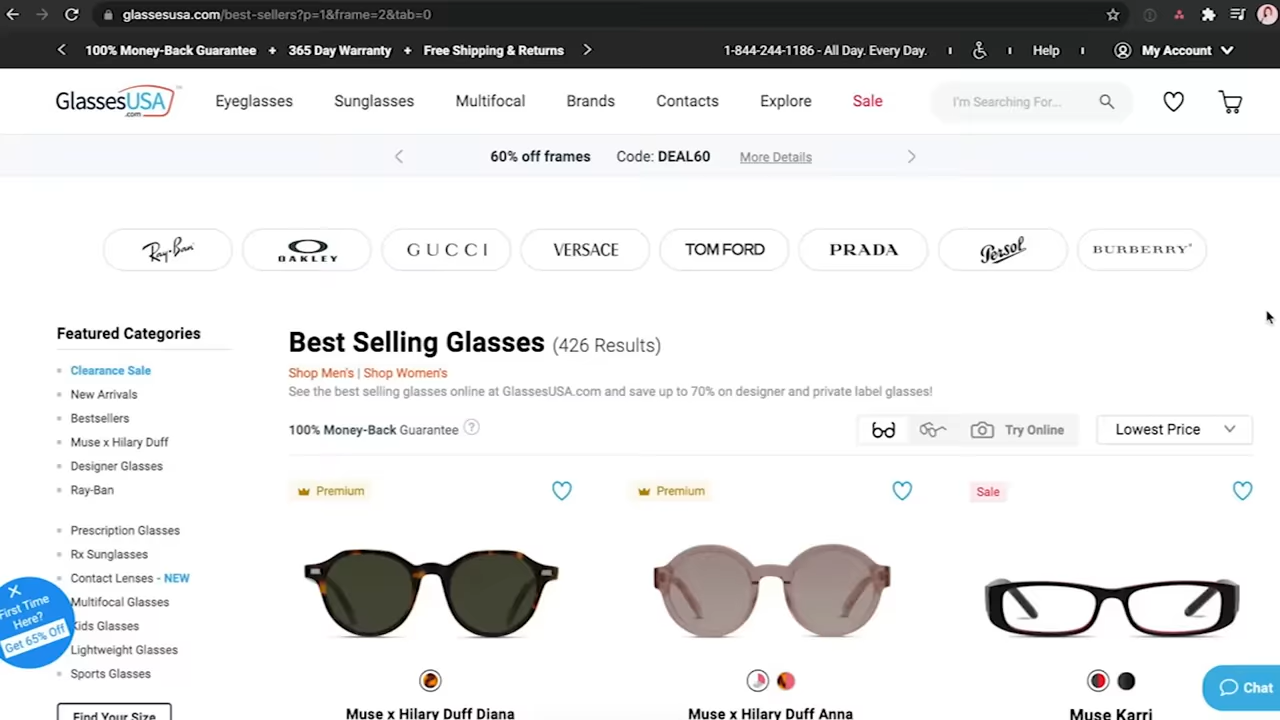 glassesusa.com/best-sellers?p=1&frame=2&tab=0
100% Money-Back Guarantee + 365 Day Warranty + Free Shipping & Returns
1-844-244-1186 - All Day. Every Day.
Help
My Account
GlassesUSA
.com
Eyeglasses
Sunglasses
Multifocal
Brands
Contacts
Explore
Sale
I'm Searching For...
60% off frames Code: DEAL60 More Details
Ray-Ban
OAKLEY
GUCCI
VERSACE
TOM FORD
PRADA
Persol
BURBERRY
Featured Categories
Clearance Sale
New Arrivals
Bestsellers
Muse x Hilary Duff
Designer Glasses
Ray-Ban
Prescription Glasses
Rx Sunglasses
Contact Lenses - NEW
Multifocal Glasses
Kids Glasses
Lightweight Glasses
Sports Glasses
Find Your Size
First Time
Here?
Get 65% Off
Best Selling Glasses (426 Results)
Shop Men's | Shop Women's
See the best selling glasses online at GlassesUSA.com and save up to 70% on designer and private label glasses!
100% Money-Back Guarantee ?
Try Online
Lowest Price
Premium
Premium
Sale
Muse x Hilary Duff Diana
Muse x Hilary Duff Anna
Muse Karri
Chat